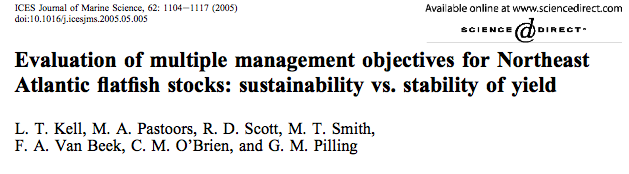 ICES Journal of Marine Science, 62: 1104–1117 (2005)
doi:10.1016/j.icesjms.2005.05.005
Available online at www.sciencedirect.com
SCIENCE @ DIRECT•
Evaluation of multiple management objectives for Northeast
Atlantic flatfish stocks: sustainability vs. stability of yield
L. T. Kell, M. A. Pastoors, R. D. Scott, M. T. Smith,
F. A. Van Beek, C. M. O'Brien, and G. M. Pilling